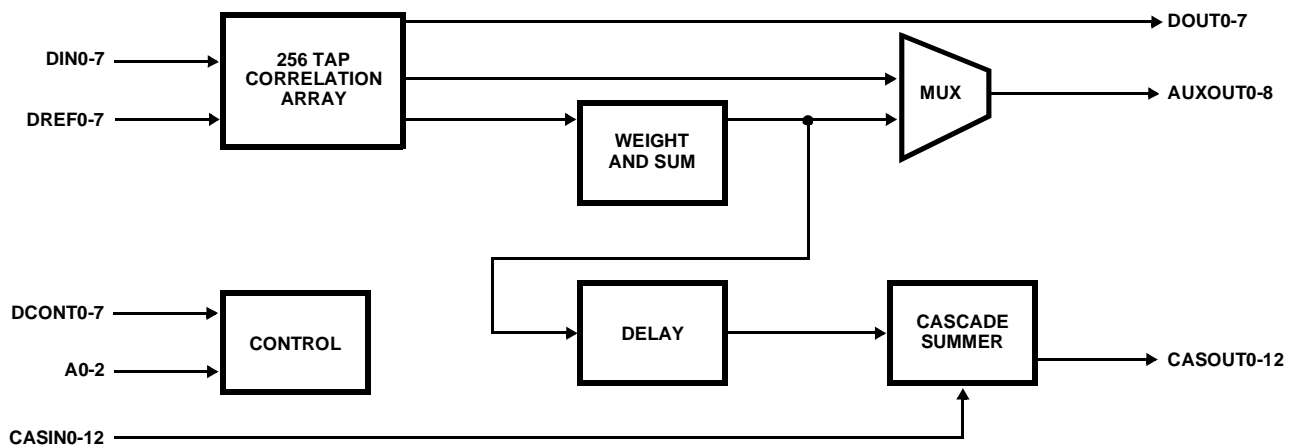 DOUT0-7
DIN0-7
256 TAP
CORRELATION
ARRAY
MUX
AUXOUT0-8
DREF0-7
WEIGHT
AND SUM
DCONT0-7
CONTROL
DELAY
CASCADE
SUMMER
A0-2
CASOUT0-12
CASIN0-12